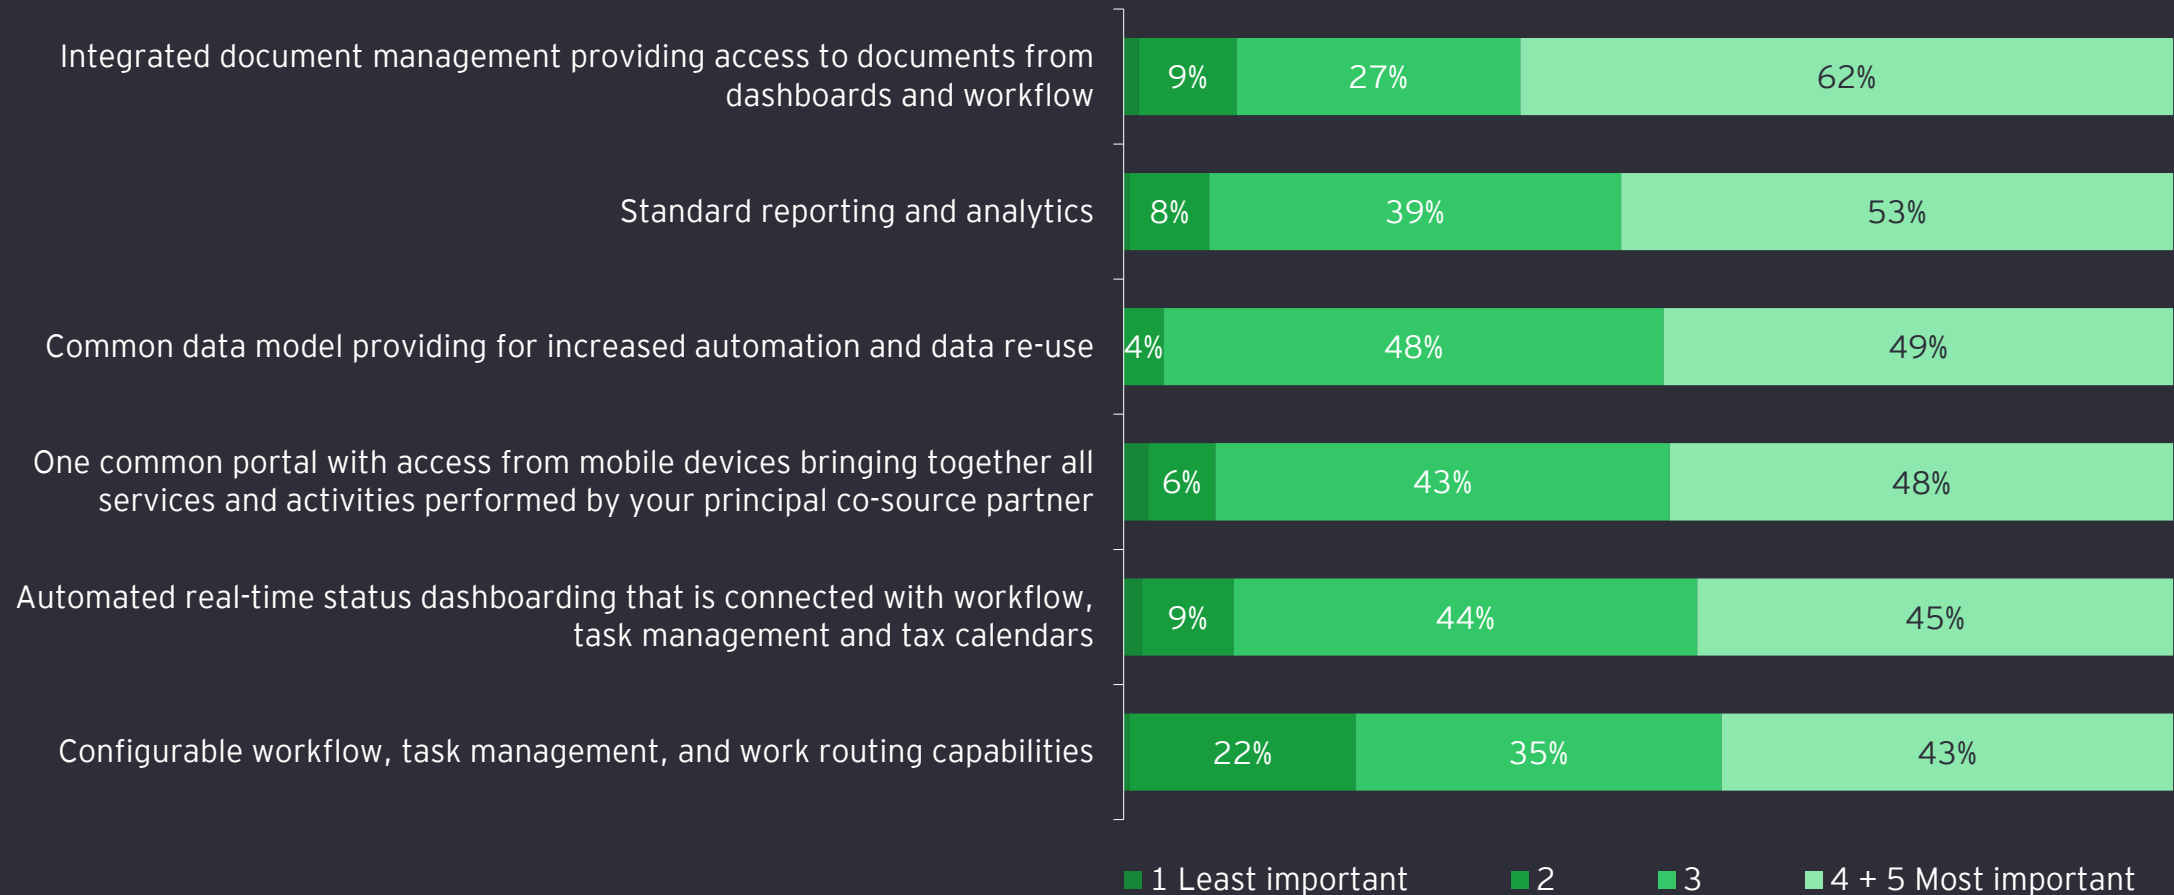 Integrated document management providing access to documents from
dashboards and workflow
9% 27% 62%
Standard reporting and analytics
8% 39% 53%
Common data model providing for increased automation and data re-use
4% 48% 49%
One common portal with access from mobile devices bringing together all
services and activities performed by your principal co-source partner
6% 43% 48%
Automated real-time status dashboarding that is connected with workflow,
task management and tax calendars
9% 44% 45%
Configurable workflow, task management, and work routing capabilities
22% 35% 43%
1 Least important 2 3 4 + 5 Most important